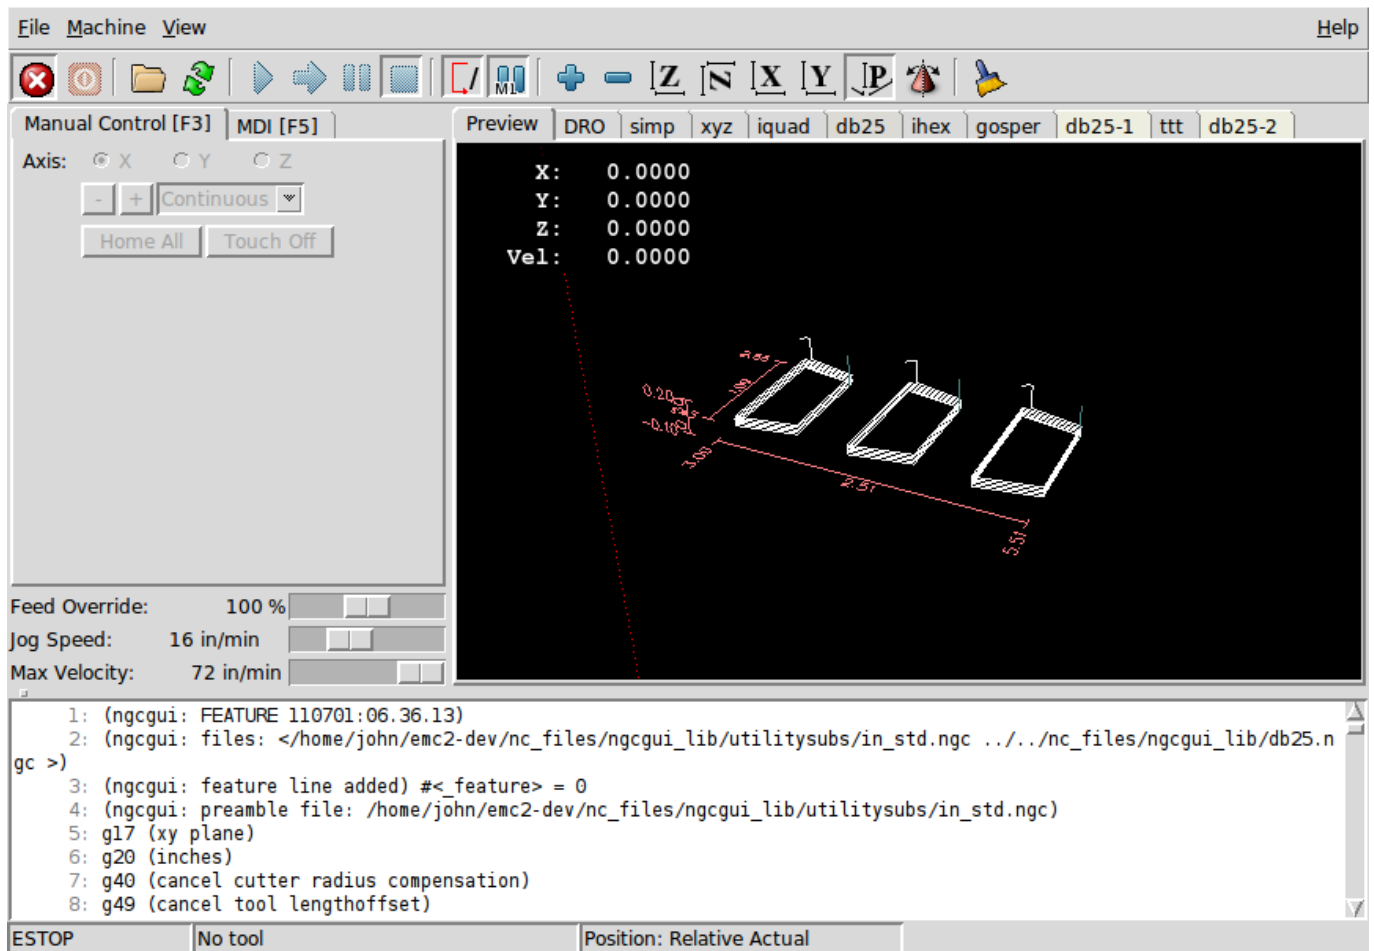 File Machine View Help
M1 Z N X Y P
Manual Control [F3] MDI [F5]
Preview DRO simp xyz iquad db25 ihex gosper db25-1 ttt db25-2
Axis: X Y Z
- + Continuous
Home All Touch Off
X: 0.0000
Y: 0.0000
Z: 0.0000
Vel: 0.0000
0.20
-0.10
3.00
2.51
5.51
Feed Override: 100 %
Jog Speed: 16 in/min
Max Velocity: 72 in/min
1: (ngcgui: FEATURE 110701:06.36.13)
2: (ngcgui: files: </home/john/emc2-dev/nc_files/ngcgui_lib/utilitysubs/in_std.ngc ../../nc_files/ngcgui_lib/db25.n
gc >)
3: (ngcgui: feature line added) #<_feature> = 0
4: (ngcgui: preamble file: /home/john/emc2-dev/nc_files/ngcgui_lib/utilitysubs/in_std.ngc)
5: g17 (xy plane)
6: g20 (inches)
7: g40 (cancel cutter radius compensation)
8: g49 (cancel tool lengthoffset)
ESTOP No tool Position: Relative Actual